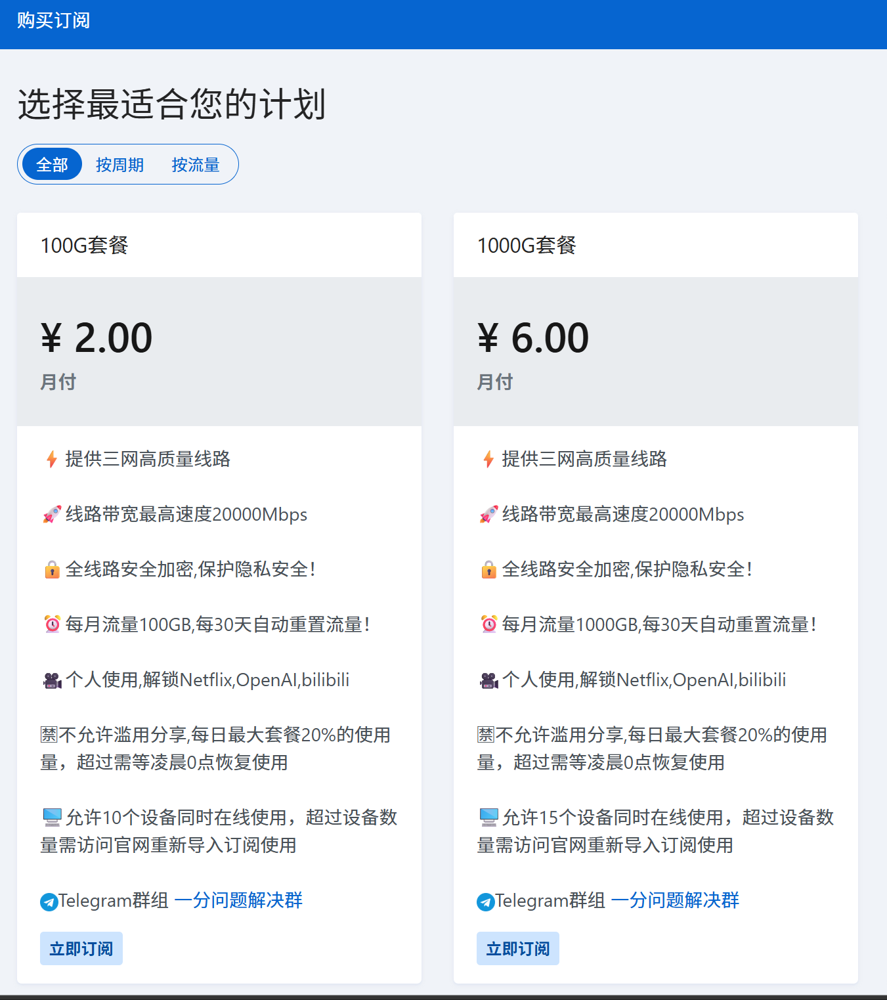 购买订阅
选择最适合您的计划
全部 按周期 按流量
100G套餐
¥ 2.00
月付
⚡ 提供三网高质量线路
🚀线路带宽最高速度20000Mbps
🔒全线路安全加密,保护隐私安全！
⏰每月流量100GB,每30天自动重置流量！
🎥个人使用,解锁Netflix,OpenAI,bilibili
🈲不允许滥用分享,每日最大套餐20%的使用
量，超过需等凌晨0点恢复使用
🖥️允许10个设备同时在线使用，超过设备数
量需访问官网重新导入订阅使用
Telegram群组 一分问题解决群
立即订阅
1000G套餐
¥ 6.00
月付
⚡ 提供三网高质量线路
🚀线路带宽最高速度20000Mbps
🔒全线路安全加密,保护隐私安全！
⏰每月流量1000GB,每30天自动重置流量！
🎥个人使用,解锁Netflix,OpenAI,bilibili
🈲不允许滥用分享,每日最大套餐20%的使用
量，超过需等凌晨0点恢复使用
🖥️允许15个设备同时在线使用，超过设备数
量需访问官网重新导入订阅使用
Telegram群组 一分问题解决群
立即订阅